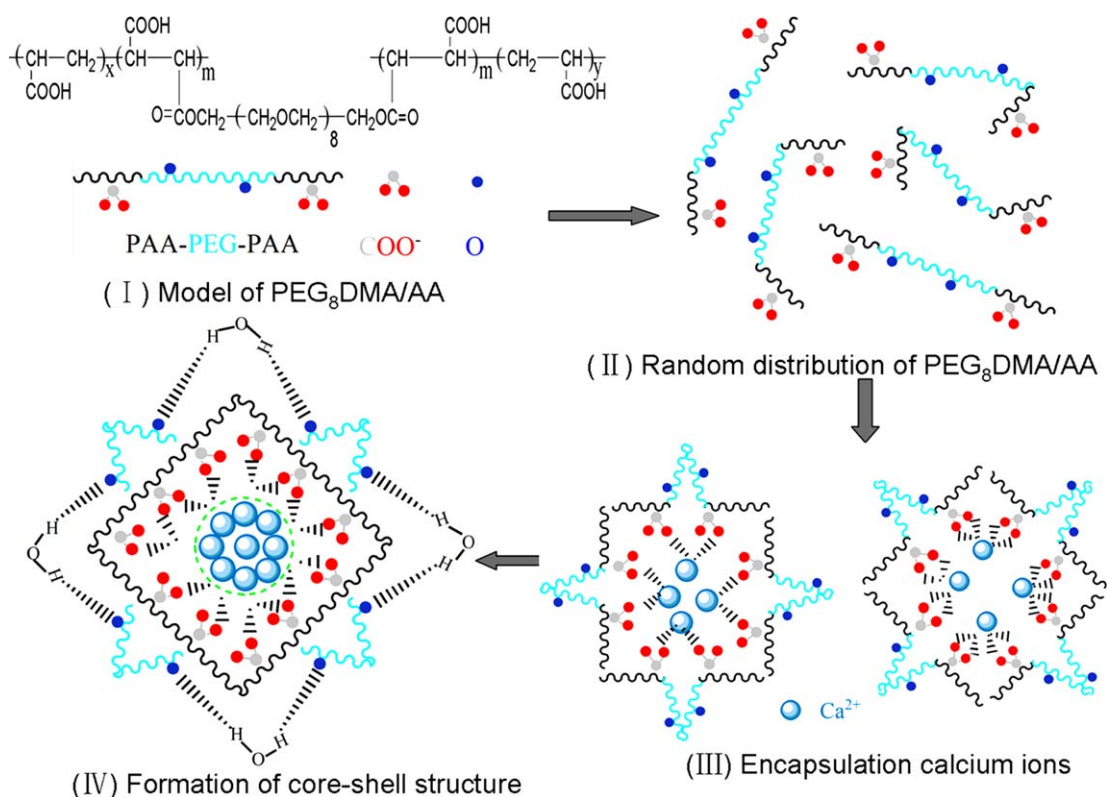 COOH COOH
(CH CH₂)x(CH CH)m (CH CH)m(CH₂ CH)y
COOH COOH
O=COCH₂(CH₂OCH₂)₈CH₂OC=O
PAA-PEG-PAA COO⁻ O
(Ⅰ) Model of PEG₈DMA/AA
(Ⅱ) Random distribution of PEG₈DMA/AA
H O H
H O H
H O H
H O H
Ca²⁺
(Ⅲ) Encapsulation calcium ions
(Ⅳ) Formation of core-shell structure